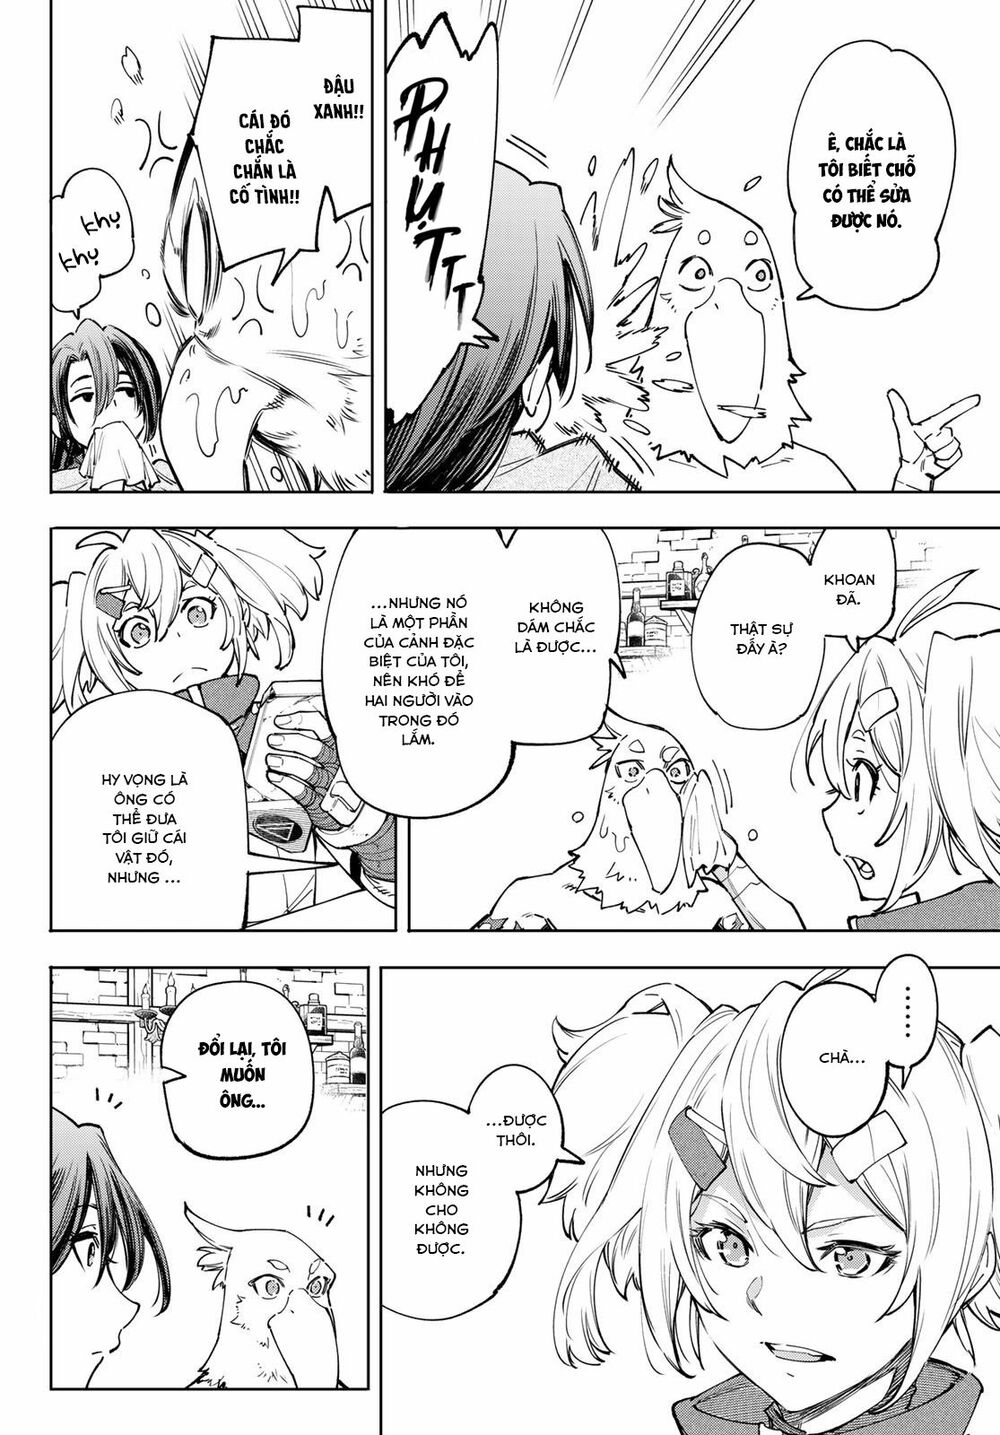 Ê, CHẮC LÀ
TÔI BIẾT CHỖ
CÓ THỂ SỬA
ĐƯỢC NÓ.
PHỤTTT
ĐẬU
XANH!!
CÁI ĐÓ
CHẮC
CHẮN LÀ
CỐ TÌNH!!
khụ
khụ
KHOAN
ĐÃ.
THẬT SỰ
ĐẤY À?
KHÔNG
DÁM CHẮC
LÀ ĐƯỢC...
...NHƯNG NÓ
LÀ MỘT PHẦN
CỦA CẢNH ĐẶC
BIỆT CỦA TÔI,
NÊN KHÓ ĐỂ
HAI NGƯỜI VÀO
TRONG ĐÓ
LẮM.
HY VỌNG LÀ
ÔNG CÓ
THỂ ĐƯA
TÔI GIỮ CÁI
VẬT ĐÓ,
NHƯNG ...
......
CHÀ...
...ĐƯỢC
THÔI.
NHƯNG
KHÔNG
CHO
KHÔNG
ĐƯỢC.
ĐỔI LẠI, TÔI
MUỐN
ÔNG...